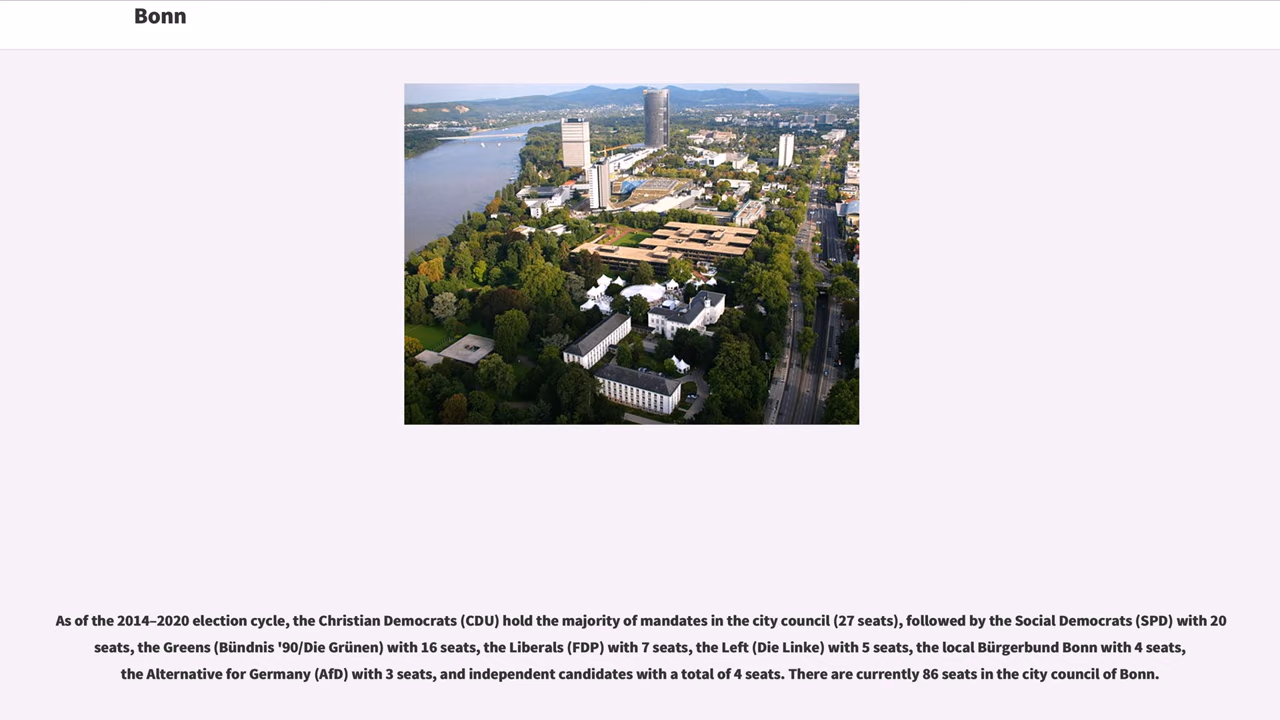 Bonn
As of the 2014–2020 election cycle, the Christian Democrats (CDU) hold the majority of mandates in the city council (27 seats), followed by the Social Democrats (SPD) with 20
seats, the Greens (Bündnis '90/Die Grünen) with 16 seats, the Liberals (FDP) with 7 seats, the Left (Die Linke) with 5 seats, the local Bürgerbund Bonn with 4 seats,
the Alternative for Germany (AfD) with 3 seats, and independent candidates with a total of 4 seats. There are currently 86 seats in the city council of Bonn.